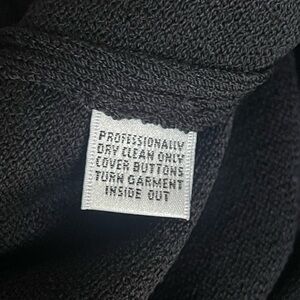 PROFESSIONALLY
DRY CLEAN ONLY
COVER BUTTONS
TURN GARMENT
INSIDE OUT